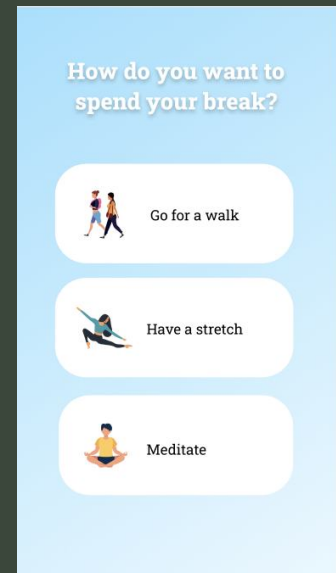 How do you want to
spend your break?
Go for a walk
Have a stretch
Meditate